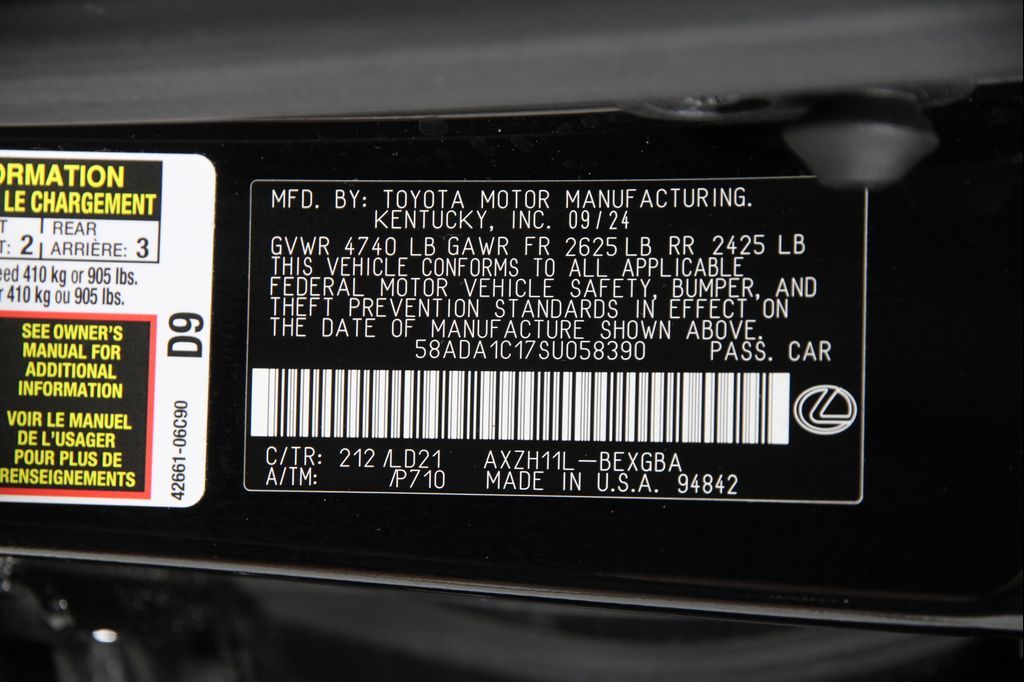 ORMATION
LE CHARGEMENT
2
REAR
ARRIÈRE: 3
eed 410 kg or 905 lbs.
r 410 kg ou 905 lbs.
SEE OWNER'S
MANUAL FOR
ADDITIONAL
INFORMATION
VOIR LE MANUEL
DE L'USAGER
POUR PLUS DE
RENSEIGNEMENTS
D9
42661-06C90
MFD. BY: TOYOTA MOTOR MANUFACTURING.
KENTUCKY, INC. 09/24
GVWR 4740 LB GAWR FR 2625 LB RR 2425 LB
THIS VEHICLE CONFORMS TO ALL APPLICABLE
FEDERAL MOTOR VEHICLE SAFETY, BUMPER, AND
THEFT PREVENTION STANDARDS IN EFFECT ON
THE DATE OF MANUFACTURE SHOWN ABOVE.
58ADA1C17SU058390 PASS. CAR
C/TR: 212 /LD21 AXZH11L-BEXGBA
A/TM: /P710 MADE IN U.S.A. 94842